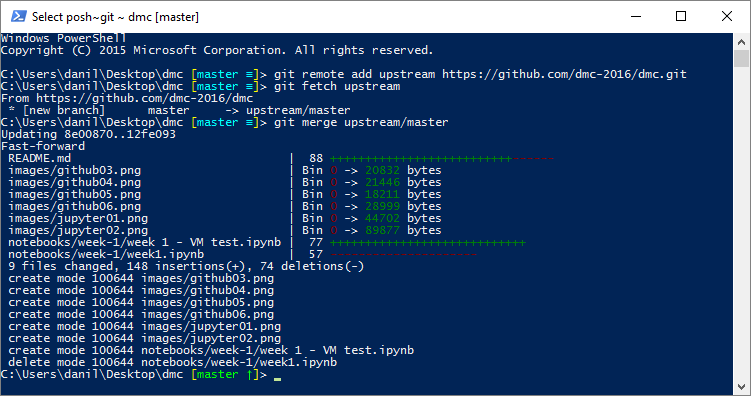 Select posh~git ~ dmc [master]
Windows PowerShell
Copyright (C) 2015 Microsoft Corporation. All rights reserved.
C:\Users\danil\Desktop\dmc [master ≡]> git remote add upstream https://github.com/dmc-2016/dmc.git
C:\Users\danil\Desktop\dmc [master ≡]> git fetch upstream
From https://github.com/dmc-2016/dmc
 * [new branch]      master     -> upstream/master
C:\Users\danil\Desktop\dmc [master ≡]> git merge upstream/master
Updating 8e00870..12fe093
Fast-forward
 README.md                               |  88 ++++++++++++++++++++++++++------
 images/github03.png                     | Bin 0 -> 20832 bytes
 images/github04.png                     | Bin 0 -> 21446 bytes
 images/github05.png                     | Bin 0 -> 18211 bytes
 images/github06.png                     | Bin 0 -> 28999 bytes
 images/jupyter01.png                    | Bin 0 -> 44702 bytes
 images/jupyter02.png                    | Bin 0 -> 89877 bytes
 notebooks/week-1/week 1 - VM test.ipynb |  77 ++++++++++++++++++++++++++++
 notebooks/week-1/week1.ipynb            |  57 ---------------------
 9 files changed, 148 insertions(+), 74 deletions(-)
 create mode 100644 images/github03.png
 create mode 100644 images/github04.png
 create mode 100644 images/github05.png
 create mode 100644 images/github06.png
 create mode 100644 images/jupyter01.png
 create mode 100644 images/jupyter02.png
 create mode 100644 notebooks/week-1/week 1 - VM test.ipynb
 delete mode 100644 notebooks/week-1/week1.ipynb
C:\Users\danil\Desktop\dmc [master ↑]>